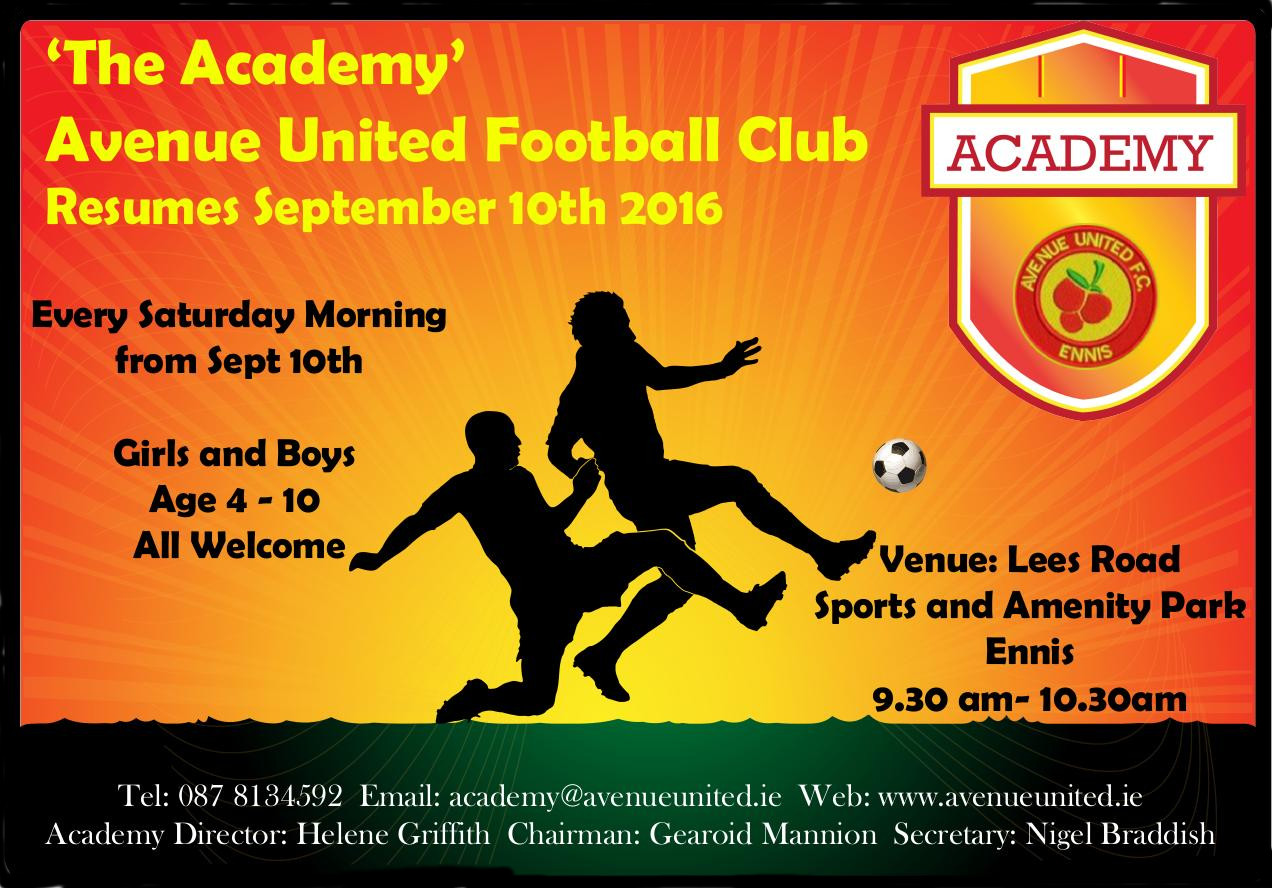 ‘The Academy’
Avenue United Football Club
Resumes September 10th 2016
ACADEMY
AVENUE UNITED F.C.
ENNIS
Every Saturday Morning
from Sept 10th
Girls and Boys
Age 4 - 10
All Welcome
Venue: Lees Road
Sports and Amenity Park
Ennis
9.30 am- 10.30am
Tel: 087 8134592  Email: academy@avenueunited.ie  Web: www.avenueunited.ie
Academy Director: Helene Griffith  Chairman: Gearoid Mannion  Secretary: Nigel Braddish